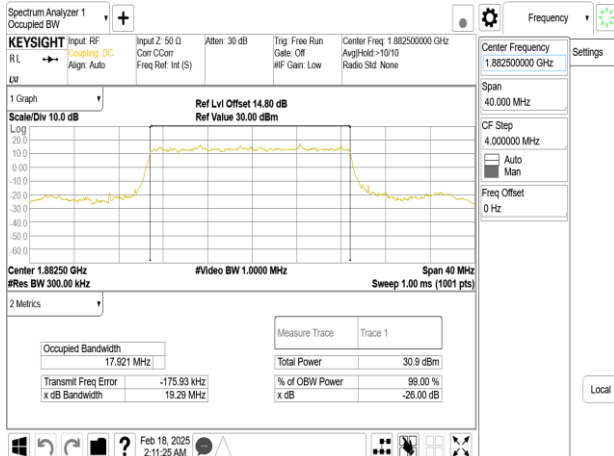 Spectrum Analyzer 1
Occupied BW
+
Frequency
KEYSIGHT Input: RF Input Z: 50 Ω Atten: 30 dB Trig: Free Run Center Freq: 1.882500000 GHz
RL Coupling: DC Corr CCorr Gate: Off Avg|Hold:>10/10
Align: Auto Freq Ref: Int (S) #IF Gain: Low Radio Std: None
LXI
Center Frequency
1.882500000 GHz
Settings
Span
40.000 MHz
CF Step
4.000000 MHz
Auto
Man
Freq Offset
0 Hz
Local
1 Graph
Ref Lvl Offset 14.80 dB
Scale/Div 10.0 dB Ref Value 30.00 dBm
Log
20.0
10.0
0.00
-10.0
-20.0
-30.0
-40.0
-50.0
-60.0
Center 1.88250 GHz #Video BW 1.0000 MHz Span 40 MHz
#Res BW 300.00 kHz Sweep 1.00 ms (1001 pts)
2 Metrics
Measure Trace Trace 1
Occupied Bandwidth
17.921 MHz
Total Power 30.9 dBm
Transmit Freq Error -175.93 kHz % of OBW Power 99.00 %
x dB Bandwidth 19.29 MHz x dB -26.00 dB
?
Feb 18, 2025
2:11:25 AM